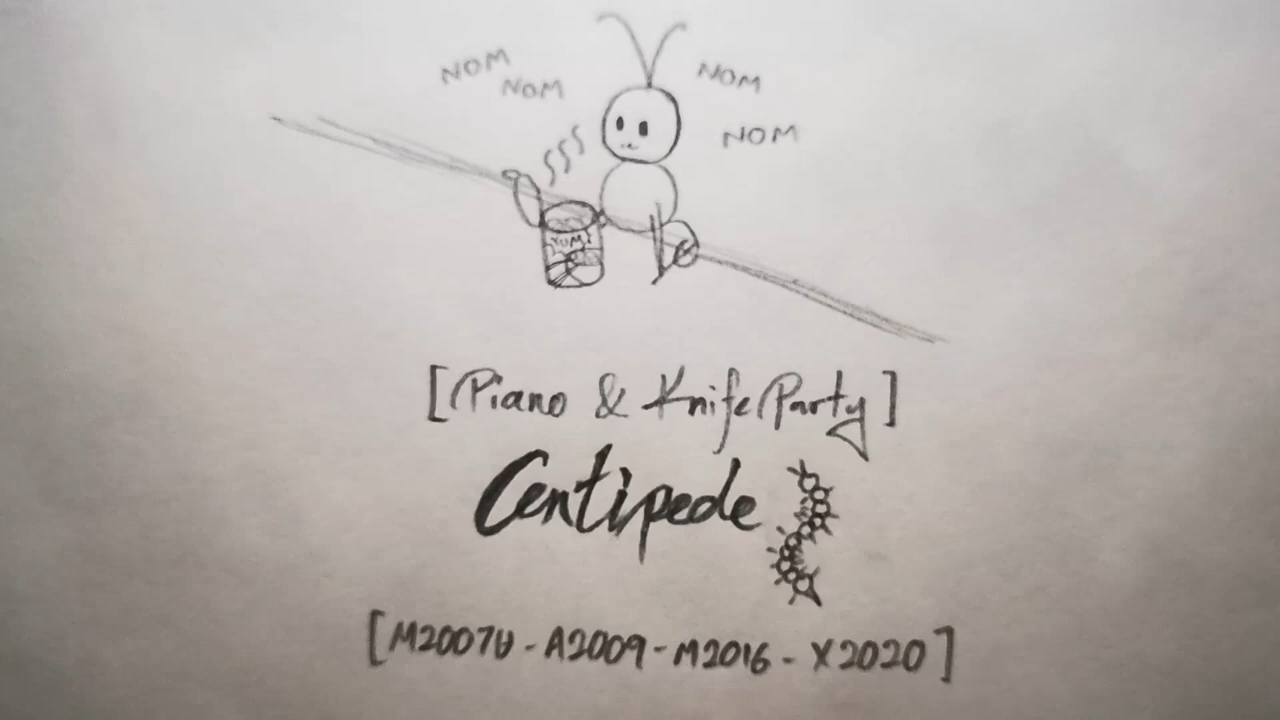 NOM NOM
NOM NOM
YUM
[Piano & Knife Party]
Centipede
[M2007U - A2009 - M2016 - X2020]